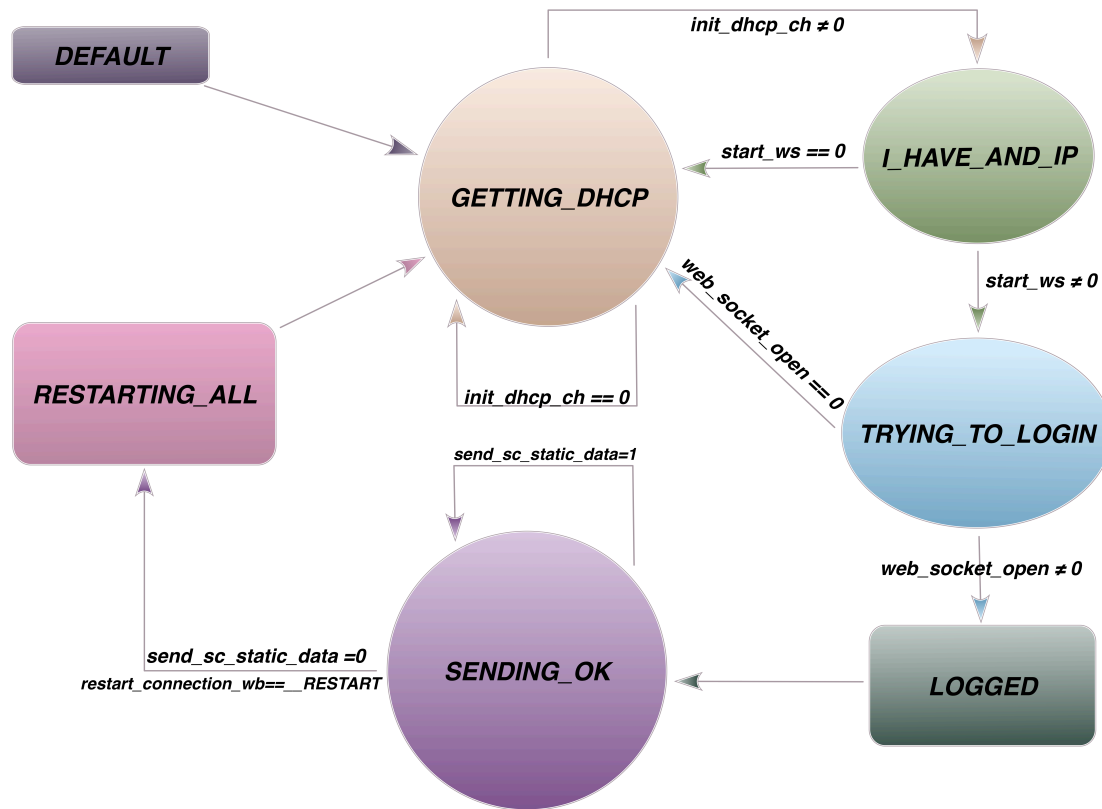 init_dhcp_ch ≠ 0
DEFAULT
start_ws == 0
I_HAVE_AND_IP
GETTING_DHCP
web_socket_open == 0
start_ws ≠ 0
RESTARTING_ALL
init_dhcp_ch == 0
TRYING_TO_LOGIN
send_sc_static_data=1
web_socket_open ≠ 0
send_sc_static_data =0
restart_connection_wb==__RESTART
SENDING_OK
LOGGED